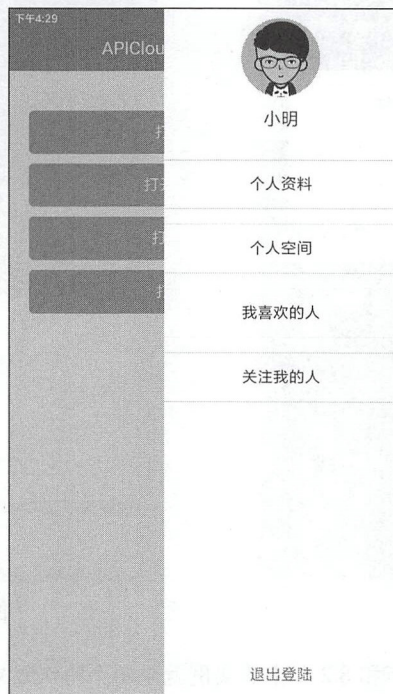 下午4:29
APIClou
小明
个人资料
个人空间
我喜欢的人
关注我的人
退出登陆